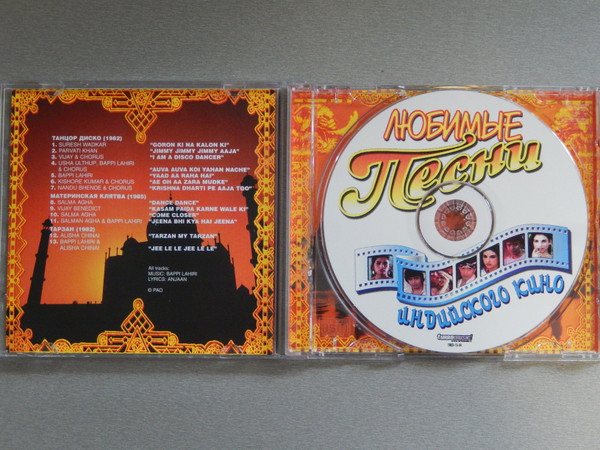 ТАНЦОР ДИСКО (1982)
1. SURESH WADKAR "GORON KI NA KALON KI"
2. PARVATI KHAN "JIMMY JIMMY JIMMY AAJA"
3. VIJAY & CHORUS "I AM A DISCO DANCER"
4. USHA UTHUP, BAPPI LAHIRI
& CHORUS "AUVA AUVA KOI YAHAN NACHE"
5. BAPPI LAHIRI "YAAD AA RAHA HAI"
6. KISHORE KUMAR & CHORUS "AE OH AA ZARA MUDKE"
7. NANDU BHENDE & CHORUS "KRISHNA DHARTI PE AAJA TOO"
МАТЕРИНСКАЯ КЛЯТВА (1985)
8. SALMA AGHA "DANCE DANCE"
9. VIJAY BENEDICT "KASAM PAIDA KARNE WALE KI"
10. SALMA AGHA "COME CLOSER"
11. SALMAN AGHA & BAPPI LAHIRI "JEENA BHI KYA HAI JEENA"
ТАРЗАН (1985)
12. ALISHA CHINAI "TARZAN MY TARZAN"
13. BAPPI LAHIRI &
ALISHA CHINAI "JEE LE LE JEE LE LE"
All tracks:
MUSIC: BAPPI LAHIRI
LYRICS: ANJAAN
© РАО
ЛЮБИМЫЕ
Песни
ИНДИЙСКОГО КИНО